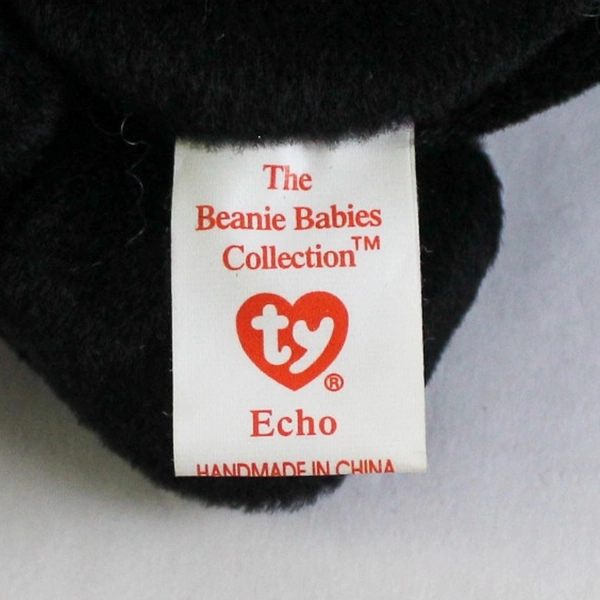 The
Beanie Babies
Collection™
ty®
Echo
HANDMADE IN CHINA